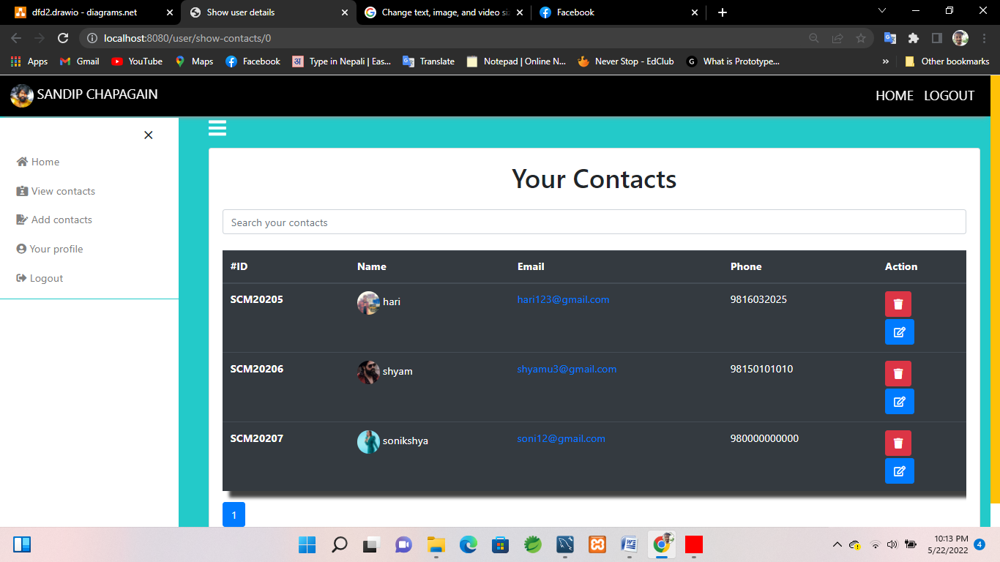 dfd2.drawio - diagrams.net
Show user details
Change text, image, and video si
Facebook
localhost:8080/user/show-contacts/0
Apps
Gmail
YouTube
Maps
Facebook
Type in Nepali | Eas...
Translate
Notepad | Online N...
Never Stop - EdClub
What is Prototype...
»
Other bookmarks
SANDIP CHAPAGAIN
HOME LOGOUT
Home
View contacts
Add contacts
Your profile
Logout
Your Contacts
Search your contacts
#ID Name Email Phone Action
SCM20205 hari hari123@gmail.com 9816032025
SCM20206 shyam shyamu3@gmail.com 98150101010
SCM20207 sonikshya soni12@gmail.com 980000000000
1
10:13 PM
5/22/2022
4